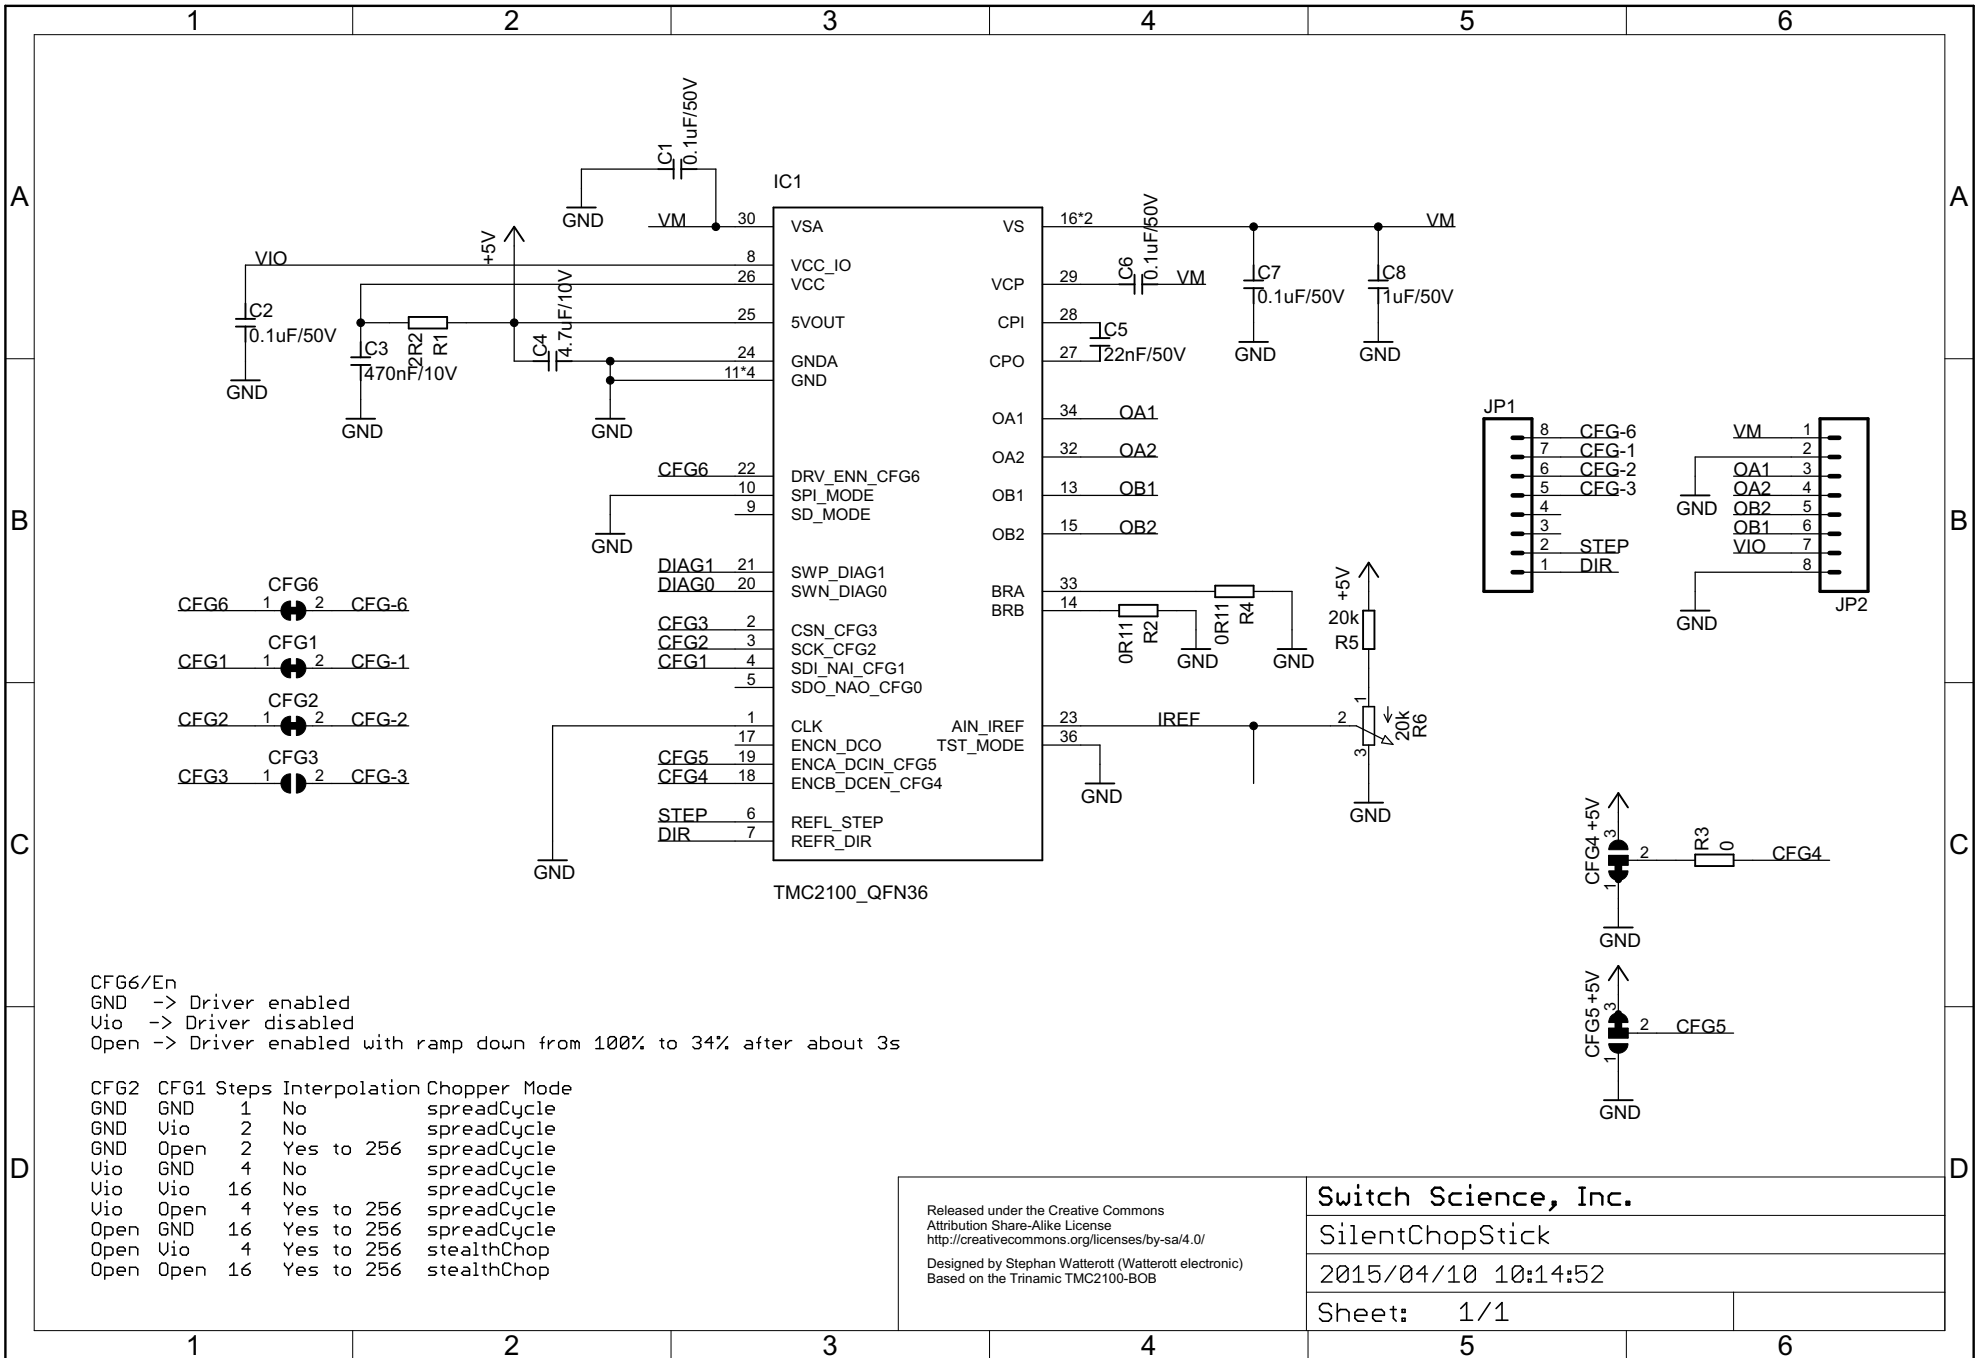 1 2 3 4 5 6
A
B
C
D
A
B
C
D
1 2 3 4 5 6
IC1
TMC2100_QFN36
C1
0.1uF/50V
GND
VM 30 VSA
VIO 8 VCC_IO
26 VCC
+5V
25 5VOUT
24 GNDA
11*4 GND
C2
0.1uF/50V
GND
C3
470nF/10V
GND
2R2
R1
C4
4.7uF/10V
GND
CFG6 22 DRV_ENN_CFG6
10 SPI_MODE
9 SD_MODE
GND
DIAG1 21 SWP_DIAG1
DIAG0 20 SWN_DIAG0
CFG3 2 CSN_CFG3
CFG2 3 SCK_CFG2
CFG1 4 SDI_NAI_CFG1
5 SDO_NAO_CFG0
1 CLK
17 ENCN_DCO
CFG5 19 ENCA_DCIN_CFG5
CFG4 18 ENCB_DCEN_CFG4
STEP 6 REFL_STEP
DIR 7 REFR_DIR
GND
VS 16*2 VM
VCP 29
C6
0.1uF/50V
VM
CPI 28
CPO 27
C5
22nF/50V
C7
0.1uF/50V
GND
C8
1uF/50V
GND
OA1 34 OA1
OA2 32 OA2
OB1 13 OB1
OB2 15 OB2
BRA 33
BRB 14
0R11
R2
GND
0R11
R4
GND
AIN_IREF 23 IREF
TST_MODE 36
GND
+5V
20k
R5
1
2
3
20k
R6
GND
JP1
8 CFG-6
7 CFG-1
6 CFG-2
5 CFG-3
4
3
2 STEP
1 DIR
VM 1
2
OA1 3
OA2 4
OB2 5
OB1 6
VIO 7
8
GND
GND
JP2
CFG6
CFG6 1 2 CFG-6
CFG1
CFG1 1 2 CFG-1
CFG2
CFG2 1 2 CFG-2
CFG3
CFG3 1 2 CFG-3
+5V
CFG4
3
2
1
R3
0
CFG4
GND
+5V
CFG5
3
2
1
CFG5
GND
CFG6/En
GND -> Driver enabled
Vio -> Driver disabled
Open -> Driver enabled with ramp down from 100% to 34% after about 3s
CFG2 CFG1 Steps Interpolation Chopper Mode
GND GND 1 No spreadCycle
GND Vio 2 No spreadCycle
GND Open 2 Yes to 256 spreadCycle
Vio GND 4 No spreadCycle
Vio Vio 16 No spreadCycle
Vio Open 4 Yes to 256 spreadCycle
Open GND 16 Yes to 256 spreadCycle
Open Vio 4 Yes to 256 stealthChop
Open Open 16 Yes to 256 stealthChop
Released under the Creative Commons
Attribution Share-Alike License
http://creativecommons.org/licenses/by-sa/4.0/
Designed by Stephan Watterott (Watterott electronic)
Based on the Trinamic TMC2100-BOB
Switch Science, Inc.
SilentChopStick
2015/04/10 10:14:52
Sheet: 1/1